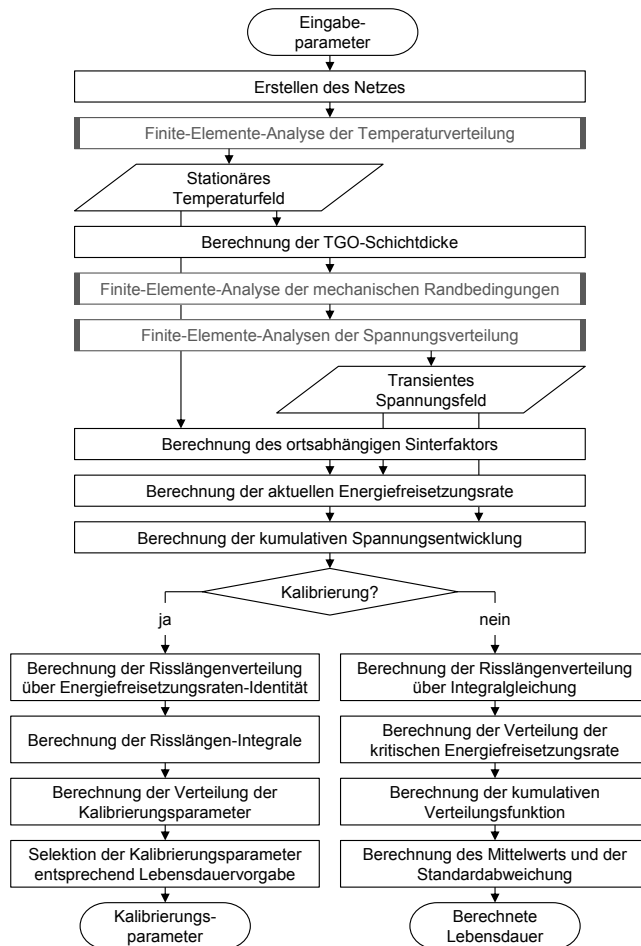 Eingabe-
parameter
Erstellen des Netzes
Finite-Elemente-Analyse der Temperaturverteilung
Stationäres
Temperaturfeld
Berechnung der TGO-Schichtdicke
Finite-Elemente-Analyse der mechanischen Randbedingungen
Finite-Elemente-Analysen der Spannungsverteilung
Transientes
Spannungsfeld
Berechnung des ortsabhängigen Sinterfaktors
Berechnung der aktuellen Energiefreisetzungsrate
Berechnung der kumulativen Spannungsentwicklung
Kalibrierung?
ja
nein
Berechnung der Risslängenverteilung
über Energiefreisetzungsraten-Identität
Berechnung der Risslängen-Integrale
Berechnung der Verteilung der
Kalibrierungsparameter
Selektion der Kalibrierungsparameter
entsprechend Lebensdauervorgabe
Kalibrierungs-
parameter
Berechnung der Risslängenverteilung
über Integralgleichung
Berechnung der Verteilung der
kritischen Energiefreisetzungsrate
Berechnung der kumulativen
Verteilungsfunktion
Berechnung des Mittelwerts und der
Standardabweichung
Berechnete
Lebensdauer